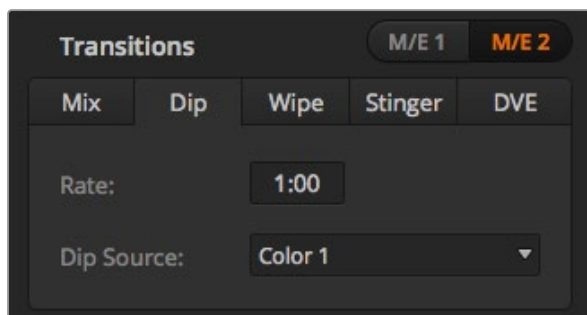 Transitions M/E 1 M/E 2
Mix Dip Wipe Stinger DVE
Rate: 1:00
Dip Source: Color 1